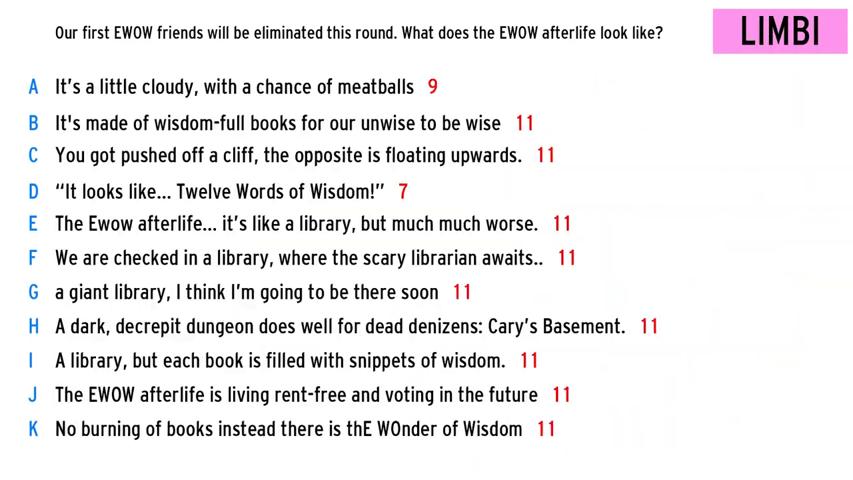 Our first EWOW friends will be eliminated this round. What does the EWOW afterlife look like?
LIMBI
A It's a little cloudy, with a chance of meatballs 9
B It's made of wisdom-full books for our unwise to be wise 11
C You got pushed off a cliff, the opposite is floating upwards. 11
D “It looks like... Twelve Words of Wisdom!” 7
E The Ewow afterlife... it’s like a library, but much much worse. 11
F We are checked in a library, where the scary librarian awaits.. 11
G a giant library, I think I’m going to be there soon 11
H A dark, decrepit dungeon does well for dead denizens: Cary’s Basement. 11
I A library, but each book is filled with snippets of wisdom. 11
J The EWOW afterlife is living rent-free and voting in the future 11
K No burning of books instead there is thE WOnder of Wisdom 11